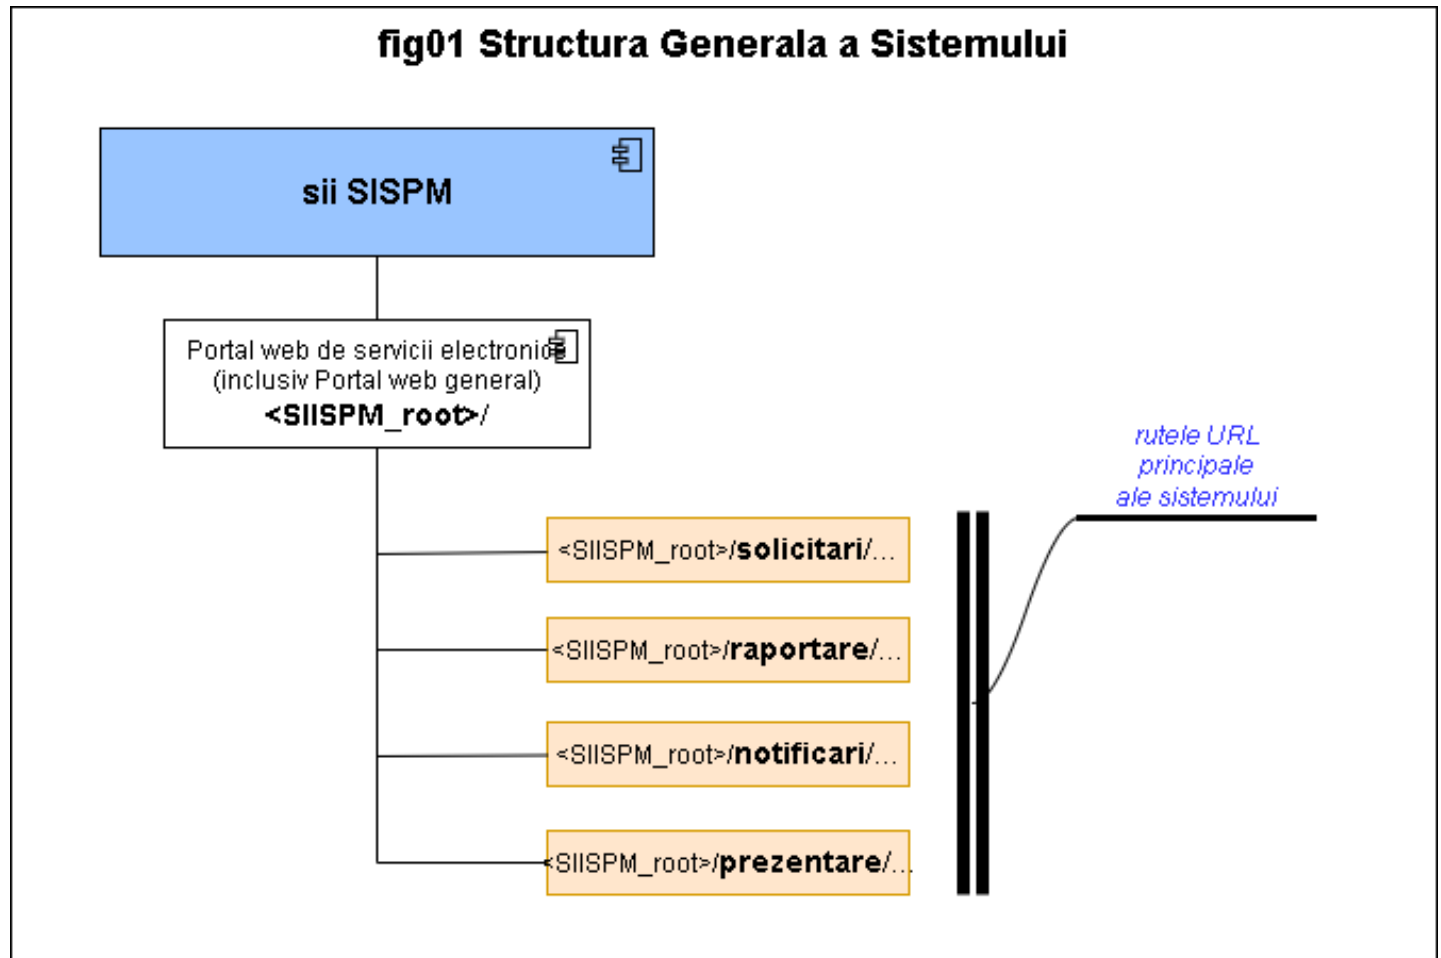 fig01 Structura Generala a Sistemului
sii SISPM
Portal web de servicii electronice
(inclusiv Portal web general)
<SIISPM_root>/
rutele URL
principale
ale sistemului
<SIISPM_root>/solicitari/...
<SIISPM_root>/raportare/...
<SIISPM_root>/notificari/...
<SIISPM_root>/prezentare/...